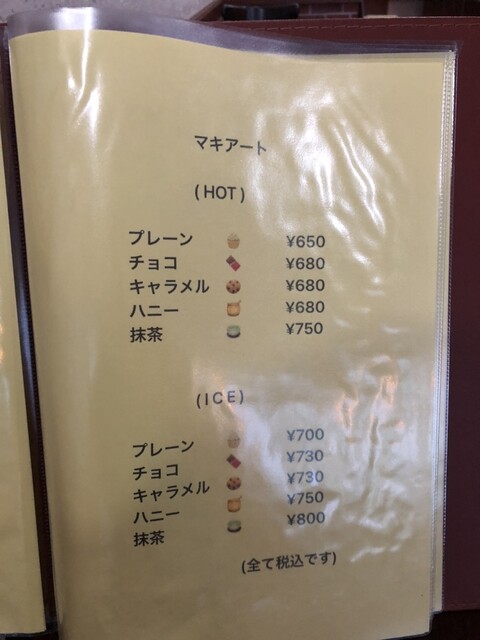 マキアート
(HOT)
プレーン 🧁 ¥650
チョコ 🍫 ¥680
キャラメル 🍪 ¥680
ハニー 🍯 ¥680
抹茶 🍵 ¥750
(ICE)
プレーン 🧁 ¥700
チョコ 🍫 ¥730
キャラメル 🍪 ¥730
ハニー 🍯 ¥750
抹茶 🍵 ¥800
(全て税込です)